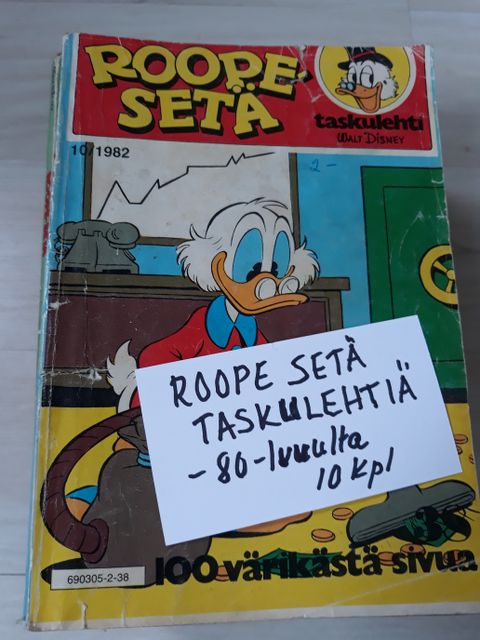 ROOPE-
SETÄ
taskulehti
WALT DISNEY
10/1982
2-
ROOPE SETÄ
TASKULEHTIÄ
-80-luvulta
10 kpl
100 värikästä sivua
690305-2-38